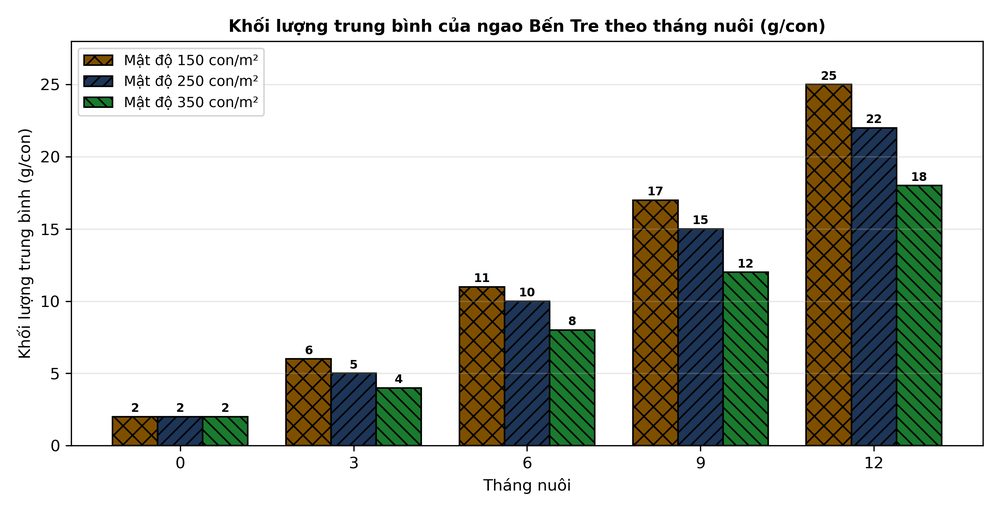 Khối lượng trung bình của ngao Bến Tre theo tháng nuôi (g/con)
Mật độ 150 con/m²
Mật độ 250 con/m²
Mật độ 350 con/m²
Khối lượng trung bình (g/con)
25
20
15
10
5
0
2 2 2
6 5 4
11 10 8
17 15 12
25 22 18
0 3 6 9 12
Tháng nuôi